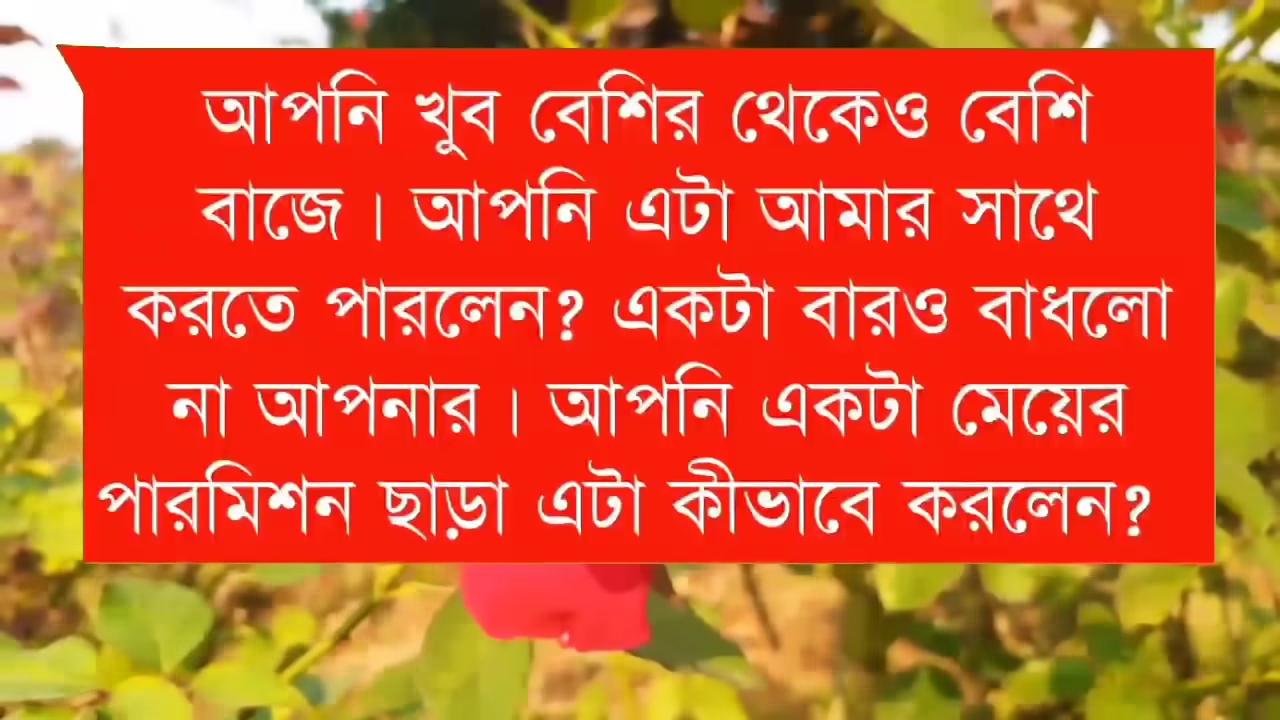 আপনি খুব বেশির থেকেও বেশি
বাজে। আপনি এটা আমার সাথে
করতে পারলেন? একটা বারও বাধলো
না আপনার। আপনি একটা মেয়ের
পারমিশন ছাড়া এটা কীভাবে করলেন?